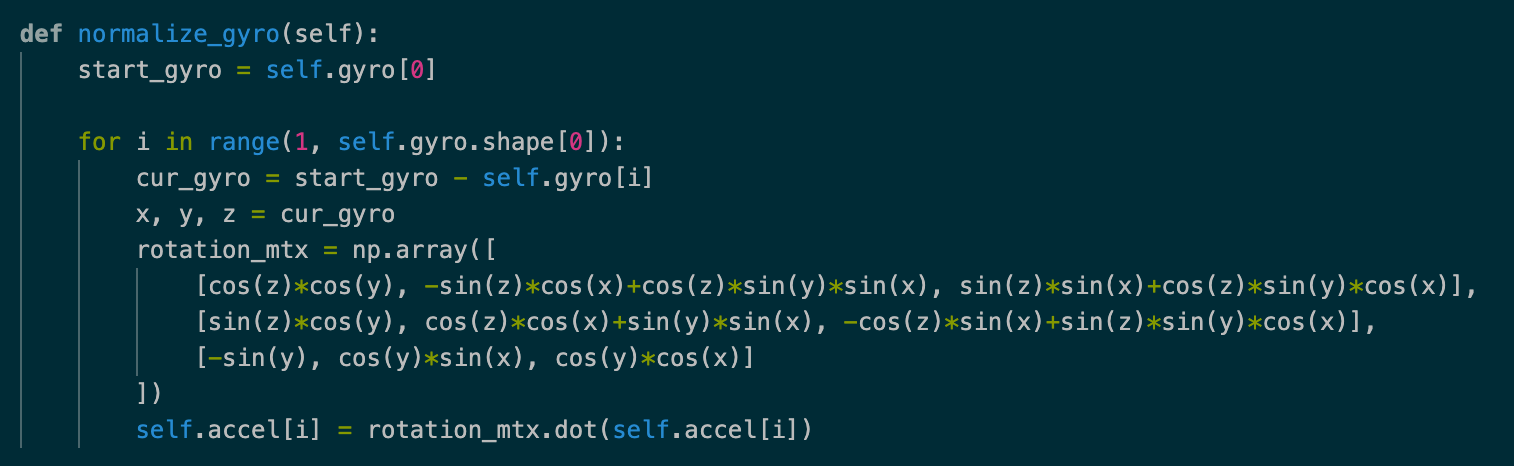 def normalize_gyro(self):
    start_gyro = self.gyro[0]

    for i in range(1, self.gyro.shape[0]):
        cur_gyro = start_gyro - self.gyro[i]
        x, y, z = cur_gyro
        rotation_mtx = np.array([
            [cos(z)*cos(y), -sin(z)*cos(x)+cos(z)*sin(y)*sin(x), sin(z)*sin(x)+cos(z)*sin(y)*cos(x)],
            [sin(z)*cos(y), cos(z)*cos(x)+sin(y)*sin(x), -cos(z)*sin(x)+sin(z)*sin(y)*cos(x)],
            [-sin(y), cos(y)*sin(x), cos(y)*cos(x)]
        ])
        self.accel[i] = rotation_mtx.dot(self.accel[i])